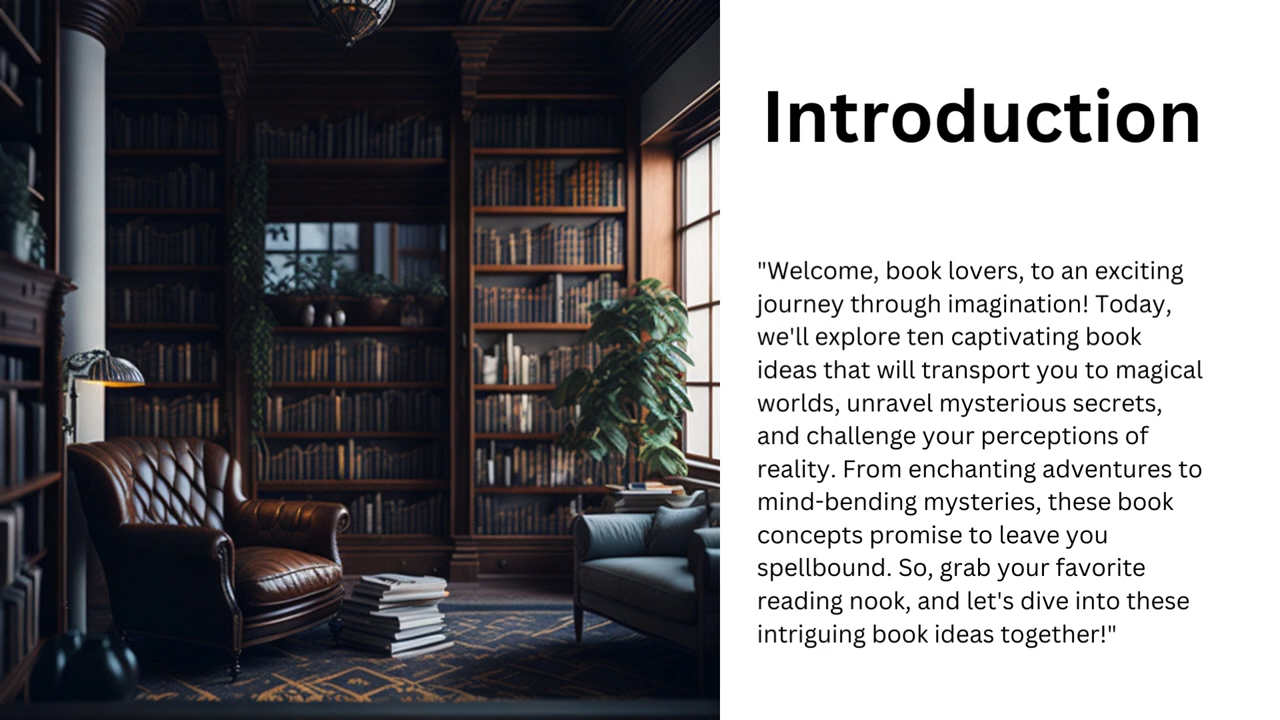 Introduction
"Welcome, book lovers, to an exciting
journey through imagination! Today,
we'll explore ten captivating book
ideas that will transport you to magical
worlds, unravel mysterious secrets,
and challenge your perceptions of
reality. From enchanting adventures to
mind-bending mysteries, these book
concepts promise to leave you
spellbound. So, grab your favorite
reading nook, and let's dive into these
intriguing book ideas together!"